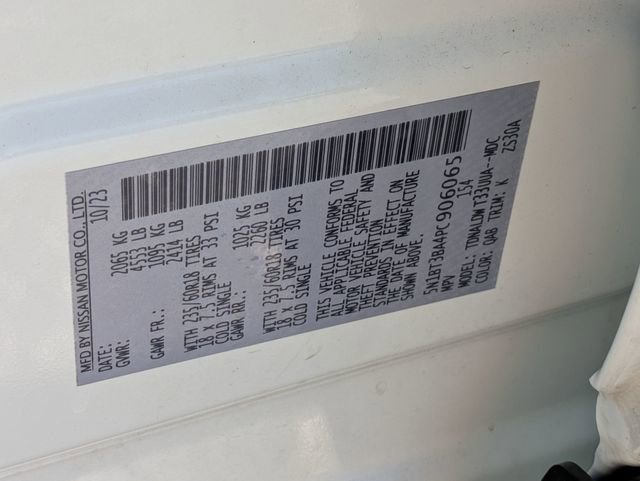 MFD BY NISSAN MOTOR CO., LTD.
DATE: 10/23
GVWR: 2065 KG
4553 LB
GAWR FR.: 1095 KG
2414 LB
WITH 235/60R18 TIRES
18 X 7.5 RIMS AT 33 PSI
COLD SINGLE
GAWR RR.: 1025 KG
2260 LB
WITH 235/60R18 TIRES
18 X 7.5 RIMS AT 30 PSI
COLD SINGLE
THIS VEHICLE CONFORMS TO
ALL APPLICABLE FEDERAL
MOTOR VEHICLE SAFETY AND
THEFT PREVENTION
STANDARDS IN EFFECT ON
THE DATE OF MANUFACTURE
SHOWN ABOVE.
5N1BT3BA4PC906065
MPV 154
MODEL: TDMALDW T33UUA--MDC
COLOR: QAB TRIM: K ZS30A